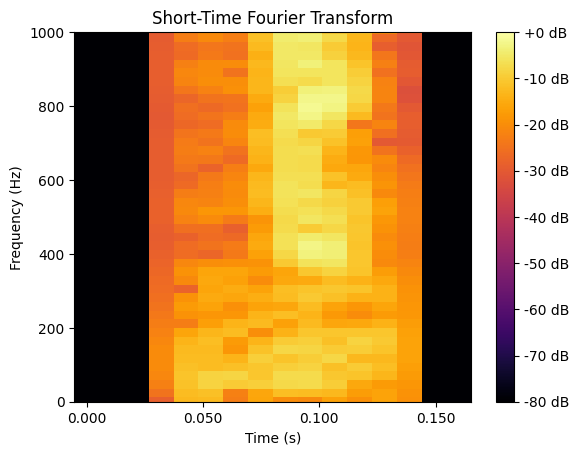 Short-Time Fourier Transform
1000
800
600
400
200
0
Frequency (Hz)
0.000
0.050
0.100
0.150
Time (s)
+0 dB
-10 dB
-20 dB
-30 dB
-40 dB
-50 dB
-60 dB
-70 dB
-80 dB